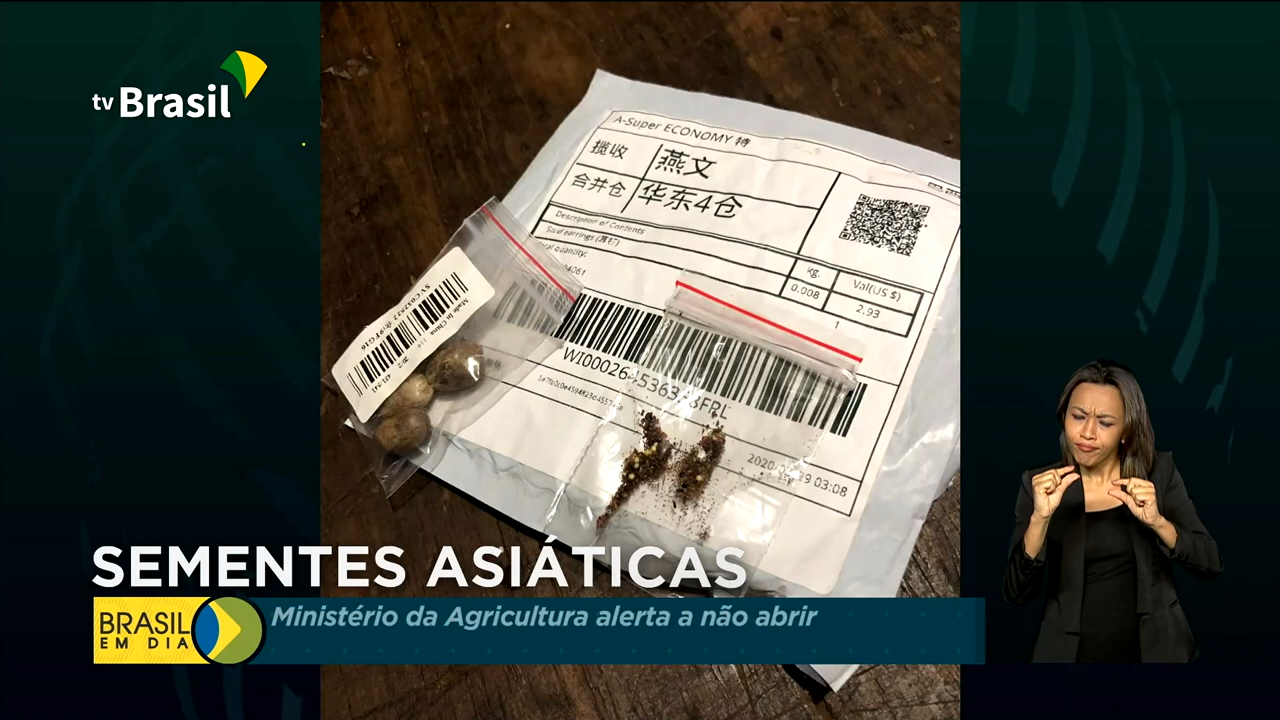 tv Brasil
A-Super ECONOMY 特
揽收 燕文
合并仓 华东4仓
Description of Contents
Stud earrings (耳钉)
kg. Val(US $)
0.008 2.93
1
Made In China
2020
03:08
SEMENTES ASIÁTICAS
BRASIL EM DIA
Ministério da Agricultura alerta a não abrir